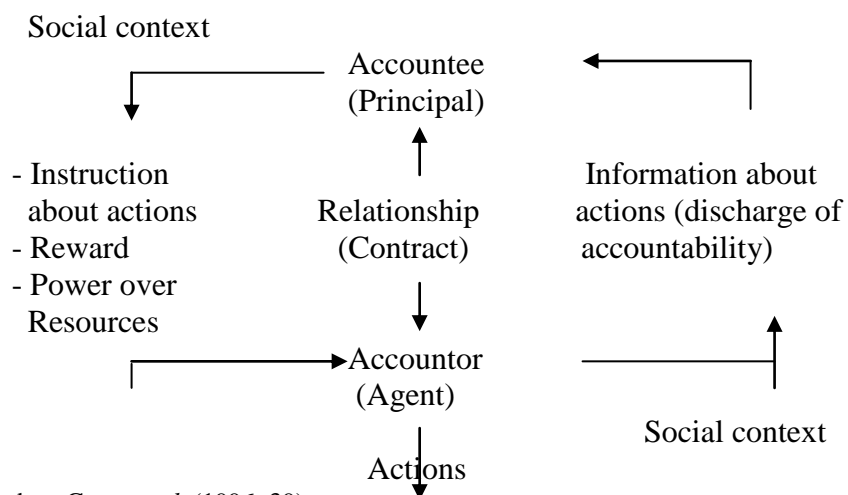 Social context
Accountee
(Principal)
- Instruction
about actions
- Reward
- Power over
Resources
Relationship
(Contract)
Information about
actions (discharge of
accountability)
Accountor
(Agent)
Social context
Actions